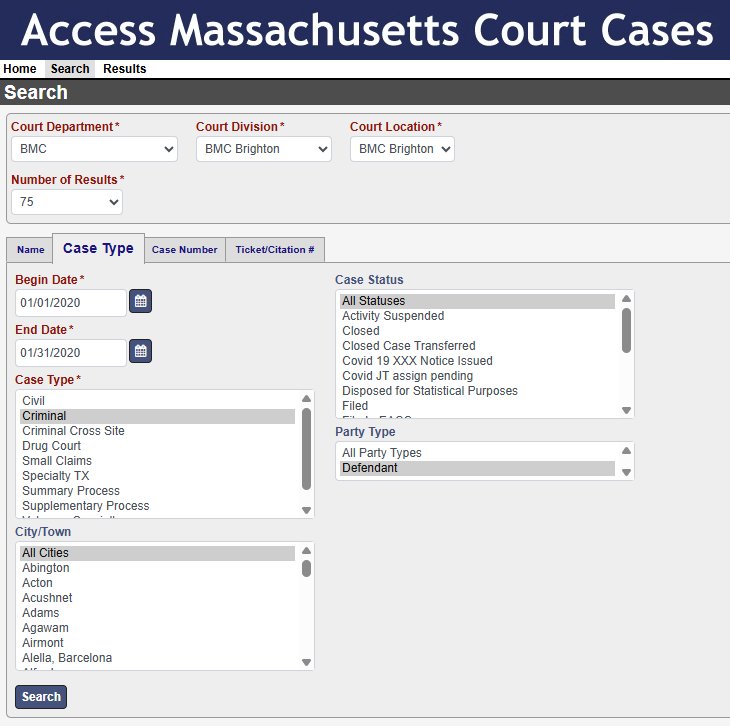 Access Massachusetts Court Cases
Home Search Results
Search
Court Department* Court Division* Court Location*
BMC BMC Brighton BMC Brighton
Number of Results*
75
Name Case Type Case Number Ticket/Citation #
Begin Date*
01/01/2020
End Date*
01/31/2020
Case Type*
Civil
Criminal
Criminal Cross Site
Drug Court
Small Claims
Specialty TX
Summary Process
Supplementary Process
City/Town
All Cities
Abington
Acton
Acushnet
Adams
Agawam
Airmont
Alella, Barcelona
Search
Case Status
All Statuses
Activity Suspended
Closed
Closed Case Transferred
Covid 19 XXX Notice Issued
Covid JT assign pending
Disposed for Statistical Purposes
Filed
Party Type
All Party Types
Defendant